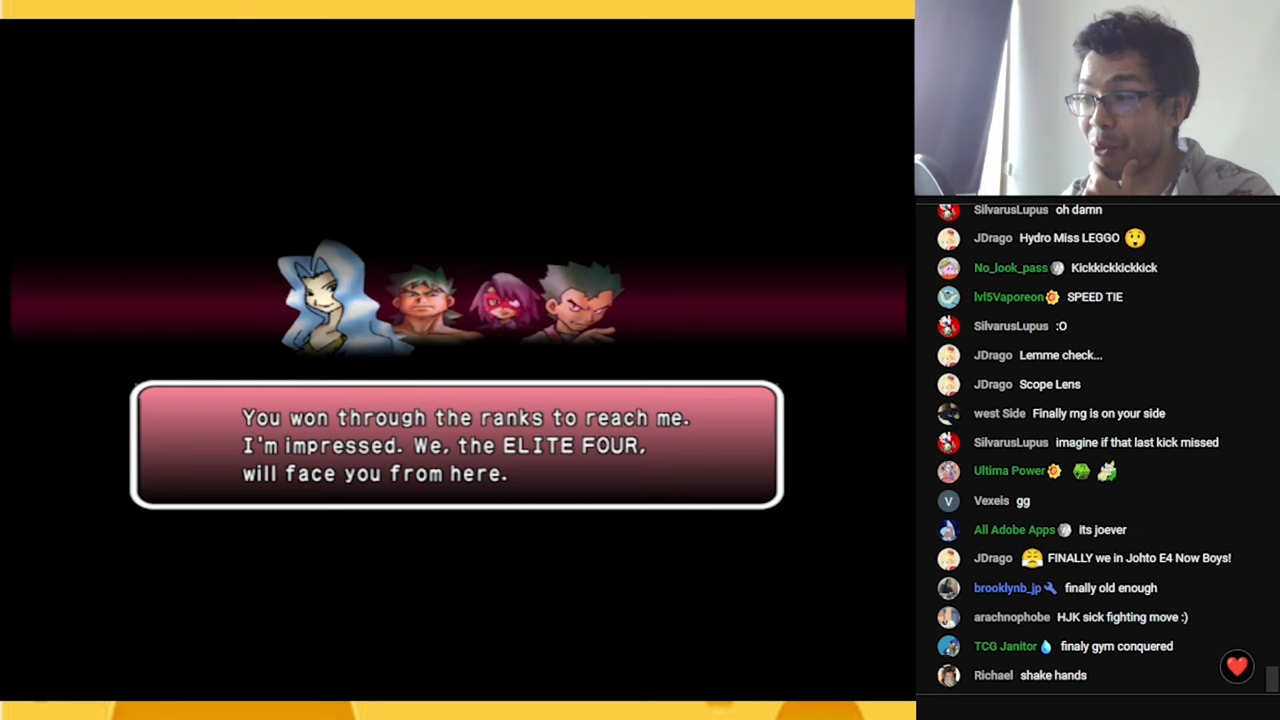 You won through the ranks to reach me.
I'm impressed. We, the ELITE FOUR,
will face you from here.
SilvarusLupus oh damn
JDrago Hydro Miss LEGGO
No_look_pass Kickkickkickkick
lvl5Vaporeon SPEED TIE
SilvarusLupus :O
JDrago Lemme check...
JDrago Scope Lens
west Side Finally rng is on your side
SilvarusLupus imagine if that last kick missed
Ultima Power
V Vexeis gg
All Adobe Apps its joever
JDrago FINALLY we in Johto E4 Now Boys!
brooklynb_jp finally old enough
arachnophobe HJK sick fighting move :)
TCG Janitor finaly gym conquered
Richael shake hands